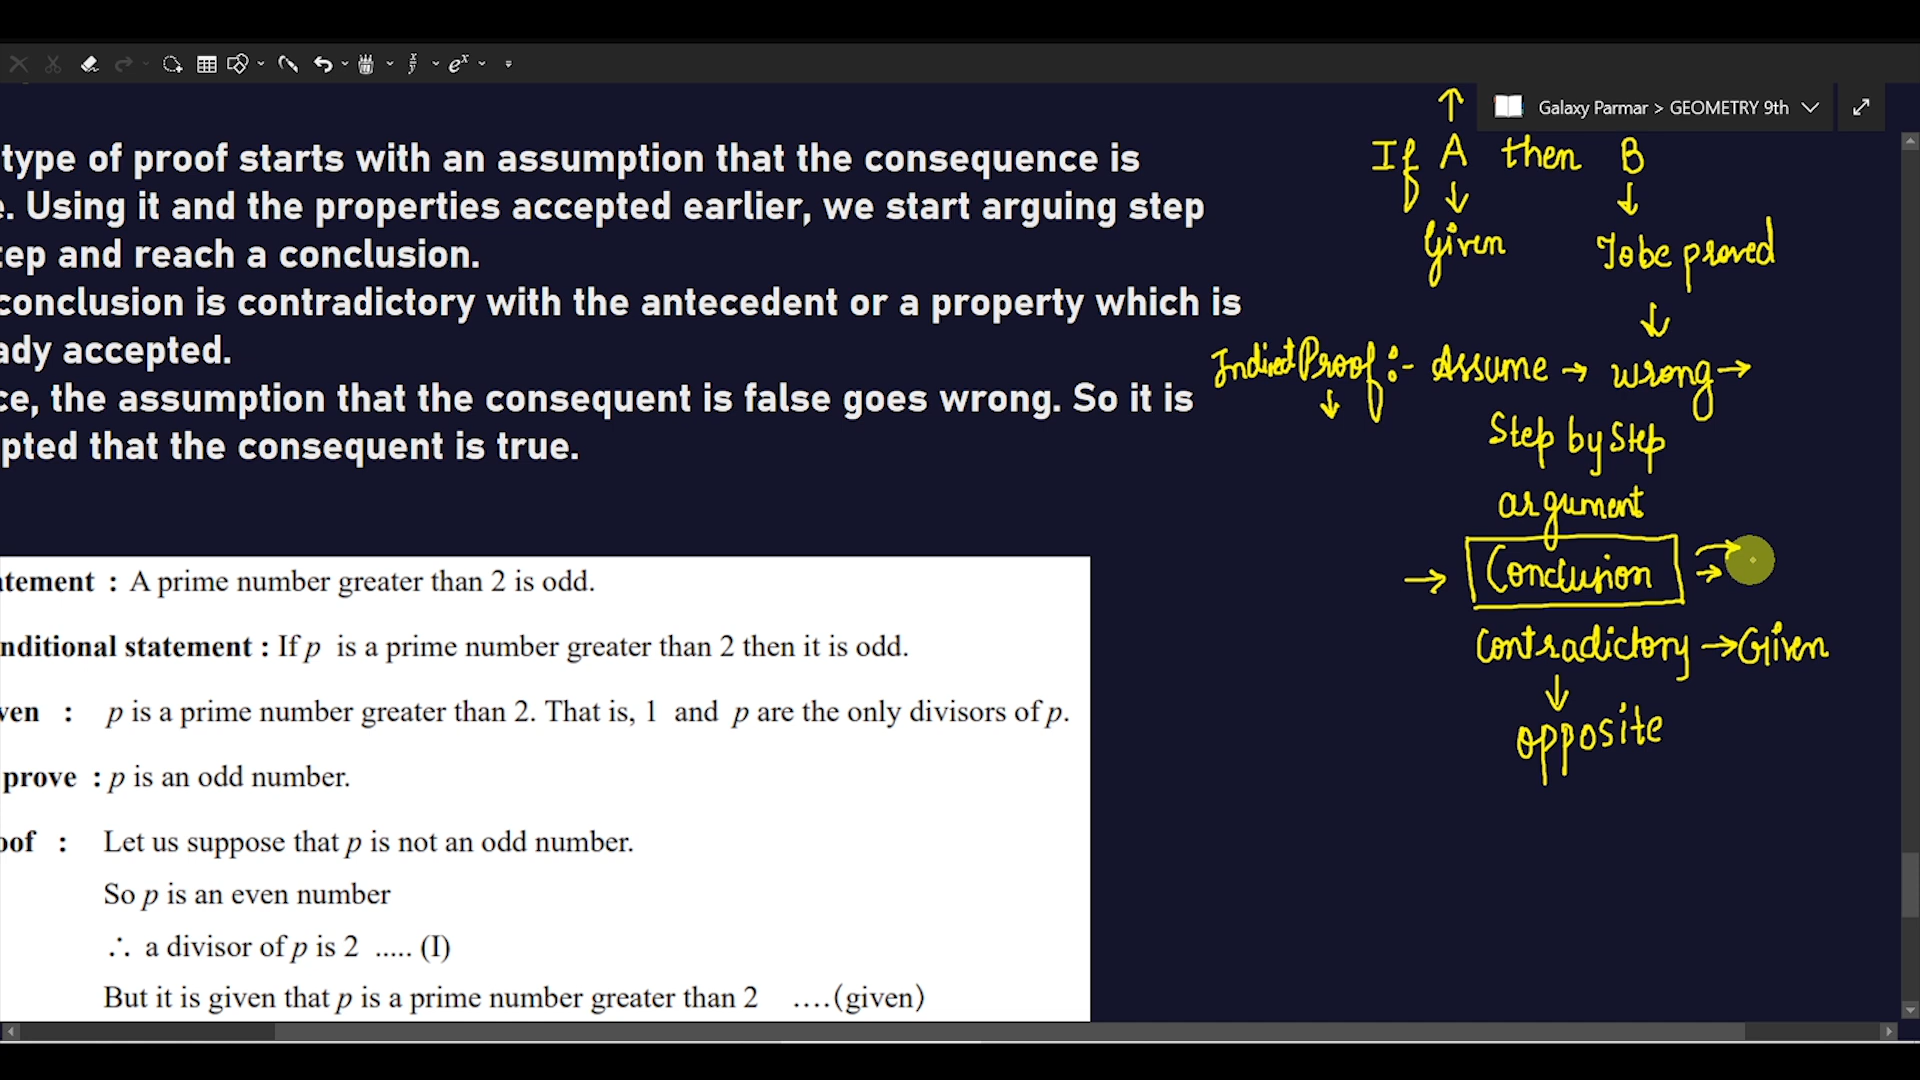 Galaxy Parmar > GEOMETRY 9th
type of proof starts with an assumption that the consequence is
e. Using it and the properties accepted earlier, we start arguing step
tep and reach a conclusion.
conclusion is contradictory with the antecedent or a property which is
ady accepted.
ce, the assumption that the consequent is false goes wrong. So it is
pted that the consequent is true.
↑
If A then B
↓ ↓
Given To be proved
↓
Indirect Proof :- Assume → wrong →
↓
Step by Step
argument
→ Conclusion → →
Contradictory → Given
↓
opposite
atement : A prime number greater than 2 is odd.
nditional statement : If p is a prime number greater than 2 then it is odd.
ven : p is a prime number greater than 2. That is, 1 and p are the only divisors of p.
prove : p is an odd number.
oof : Let us suppose that p is not an odd number.
So p is an even number
∴ a divisor of p is 2 ..... (I)
But it is given that p is a prime number greater than 2 ....(given)